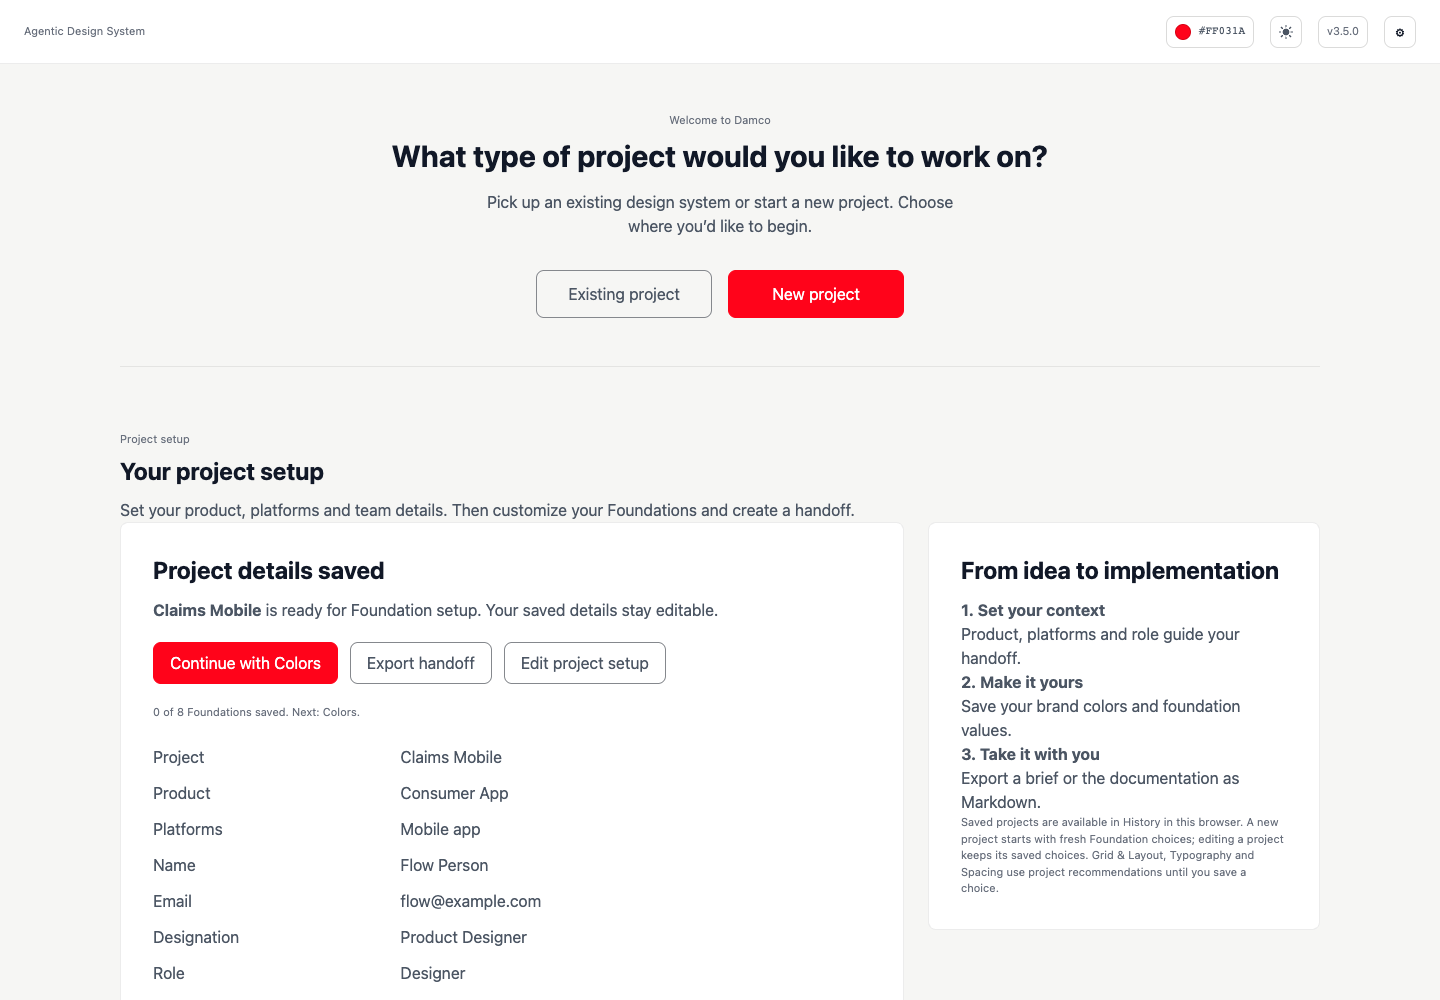 Agentic Design System
#FF031A
v3.5.0
Welcome to Damco
What type of project would you like to work on?
Pick up an existing design system or start a new project. Choose
where you’d like to begin.
Existing project
New project
Project setup
Your project setup
Set your product, platforms and team details. Then customize your Foundations and create a handoff.
Project details saved
Claims Mobile is ready for Foundation setup. Your saved details stay editable.
Continue with Colors
Export handoff
Edit project setup
0 of 8 Foundations saved. Next: Colors.
Project Claims Mobile
Product Consumer App
Platforms Mobile app
Name Flow Person
Email flow@example.com
Designation Product Designer
Role Designer
From idea to implementation
1. Set your context
Product, platforms and role guide your
handoff.
2. Make it yours
Save your brand colors and foundation
values.
3. Take it with you
Export a brief or the documentation as
Markdown.
Saved projects are available in History in this browser. A new
project starts with fresh Foundation choices; editing a project
keeps its saved choices. Grid & Layout, Typography and
Spacing use project recommendations until you save a
choice.